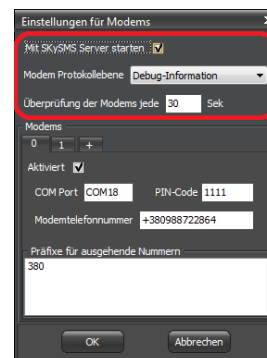 Einstellungen für Modems
Mit SKySMS Server starten
Modem Protokollebene Debug-Information
Überprüfung der Modems jede 30 Sek
Modems
0 1 +
Aktiviert
COM Port COM18 PIN-Code 1111
Modemtelefonnummer +380988722864
Präfixe für ausgehende Nummern
380
OK Abbrechen